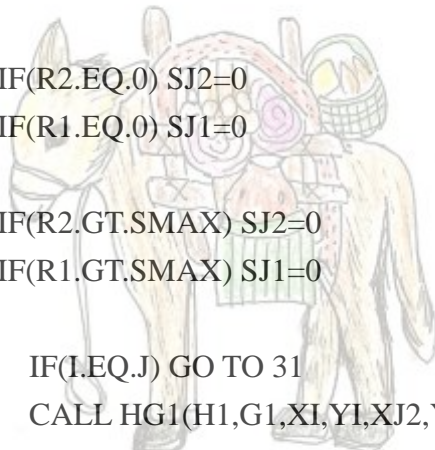 IF(R2.EQ.0) SJ2=0
IF(R1.EQ.0) SJ1=0
IF(R2.GT.SMAX) SJ2=0
IF(R1.GT.SMAX) SJ1=0
IF(I.EQ.J) GO TO 31
CALL HG1(H1,G1,XI,YI,XJ2,Y